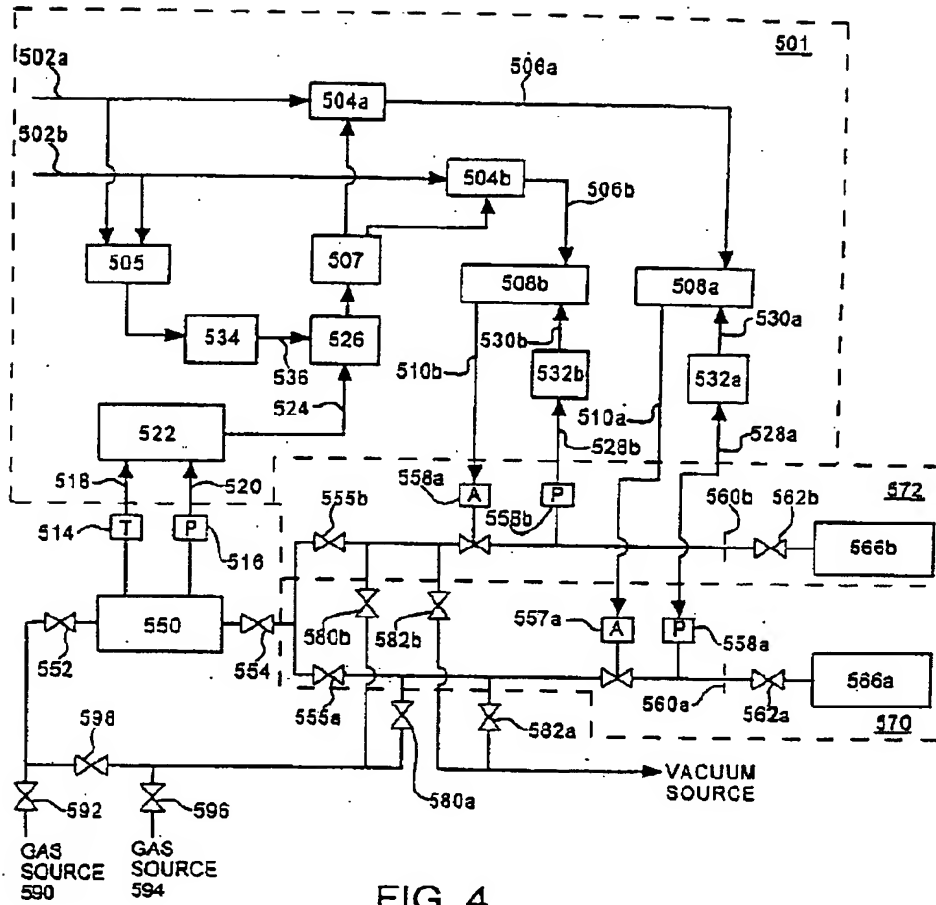 501
502a
506a
504a
502b
504b
506b
505
507
508b
508a
530a
534
526
530b
536
510b
532b
532a
524
510a
522
528b
528a
518
520
558a
A
P
558b
555b
560b
562b
572
514
T
P
516
566b
550
580b
582b
557a
A
P
558a
552
554
566a
555a
560a
562a
570
598
582a
580a
VACUUM
SOURCE
592
596
GAS
SOURCE
590
GAS
SOURCE
594
FIG. 4